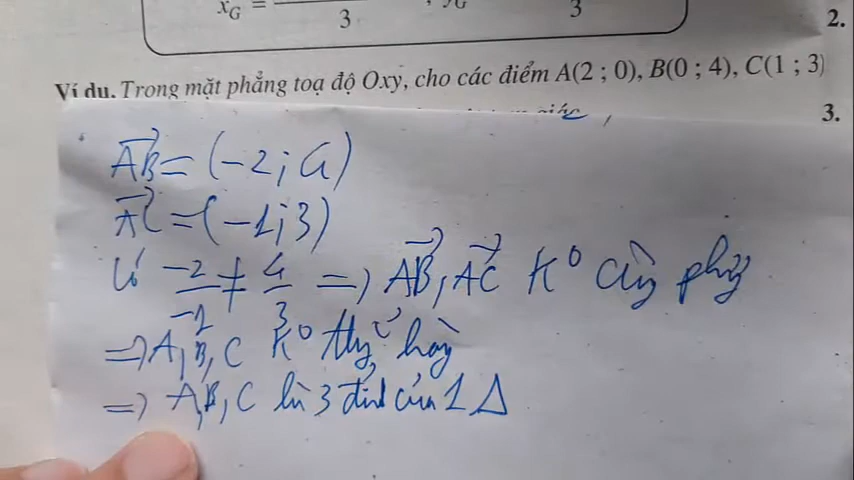 x_G = 3 , y_G 3
2.
Ví dụ. Trong mặt phẳng toạ độ Oxy, cho các điểm A(2 ; 0), B(0 ; 4), C(1 ; 3)
3.
AB = (-2; 4)
AC = (-1; 3)
Có -2/-1 ≠ 4/3 => AB, AC K⁰ cùng phương
=> A, B, C K⁰ thẳng hàng
=> A, B, C là 3 đỉnh của 1 Δ